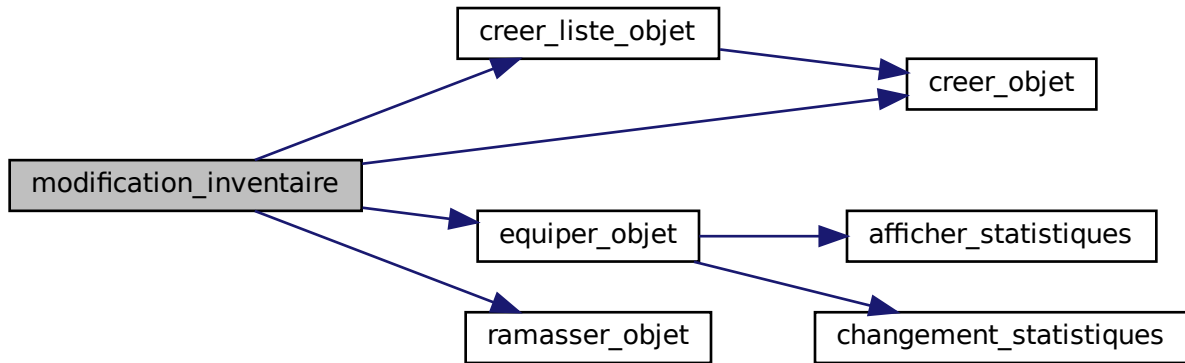 creer_liste_objet
creer_objet
modification_inventaire
equiper_objet
afficher_statistiques
ramasser_objet
changement_statistiques